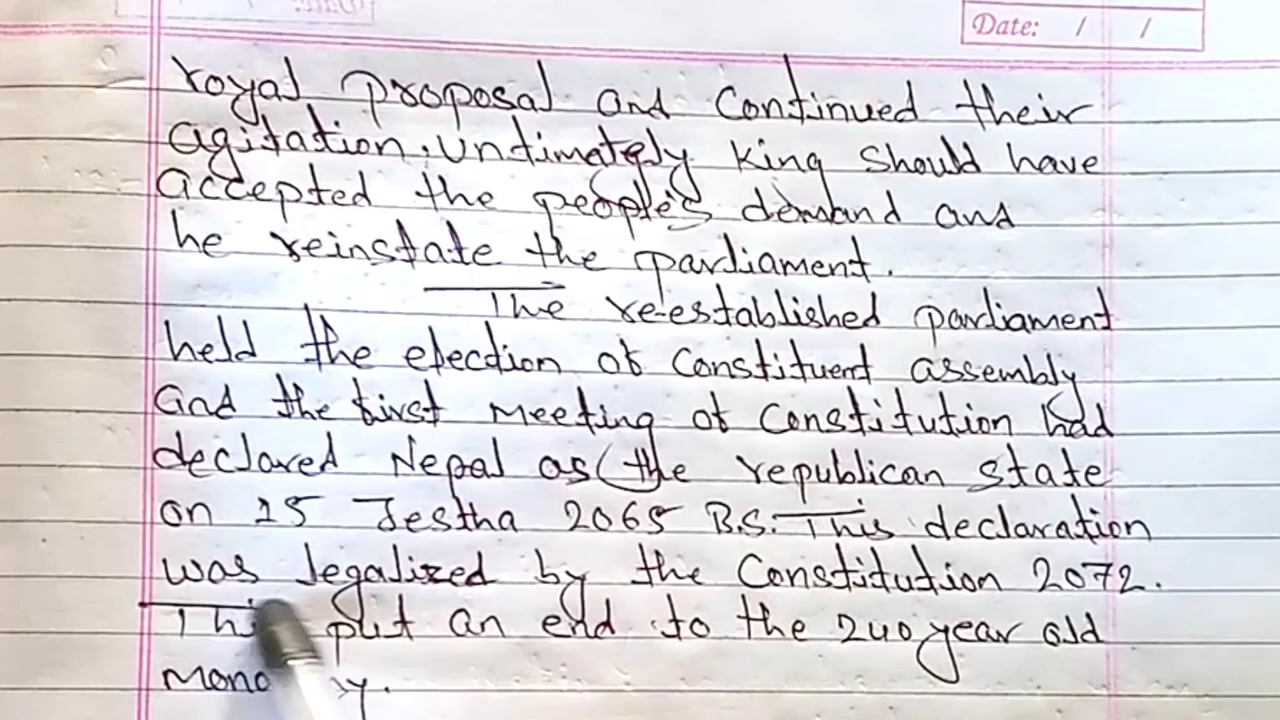 Date: / /
royal proposal and continued their
agitation. Untimately king should have
accepted the people's demand and
he reinstate the parliament.
The re-established parliament
held the election of constituent assembly
and the first meeting of constitution had
declared Nepal as the republican state
on 15 Jestha 2065 B.S. This declaration
was legalized by the constitution 2072.
put an end to the 240 year old